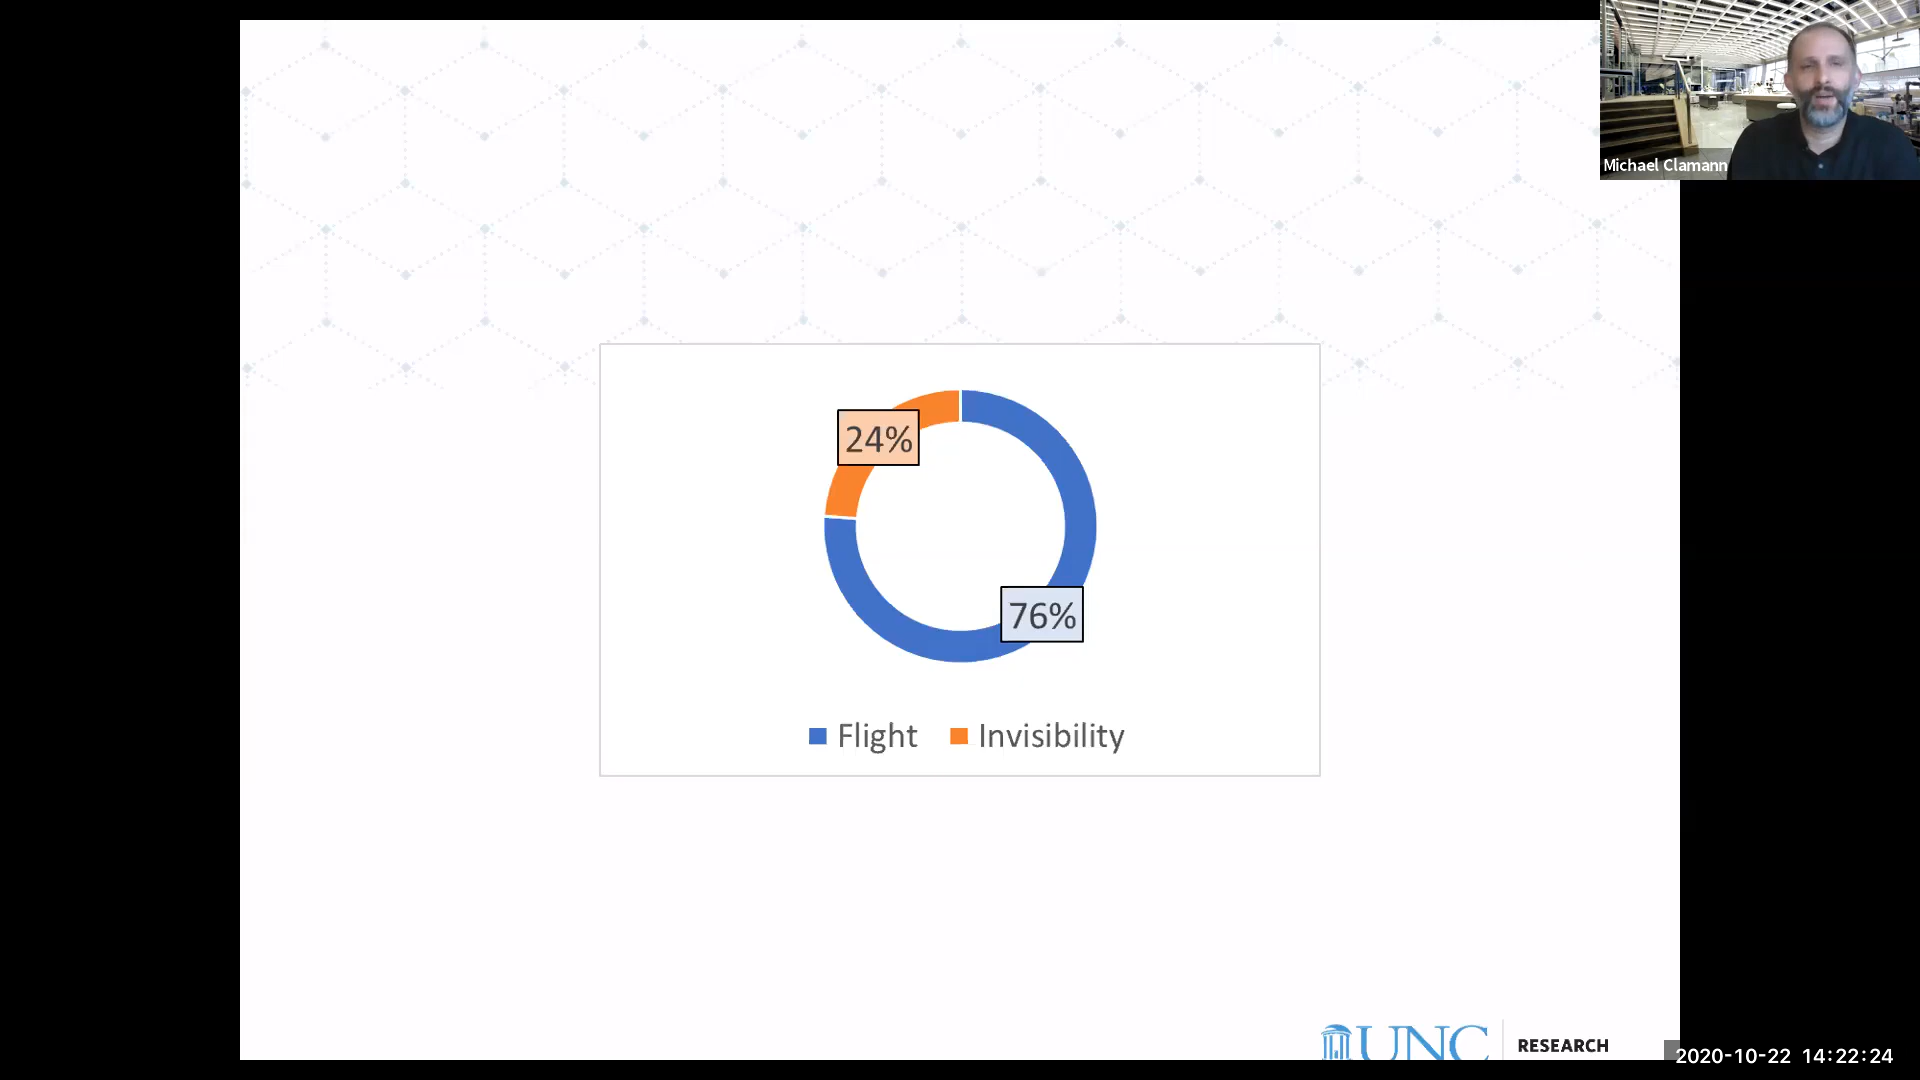 Michael Clamann
24%
76%
Flight Invisibility
UNC RESEARCH
2020-10-22 14:22:24